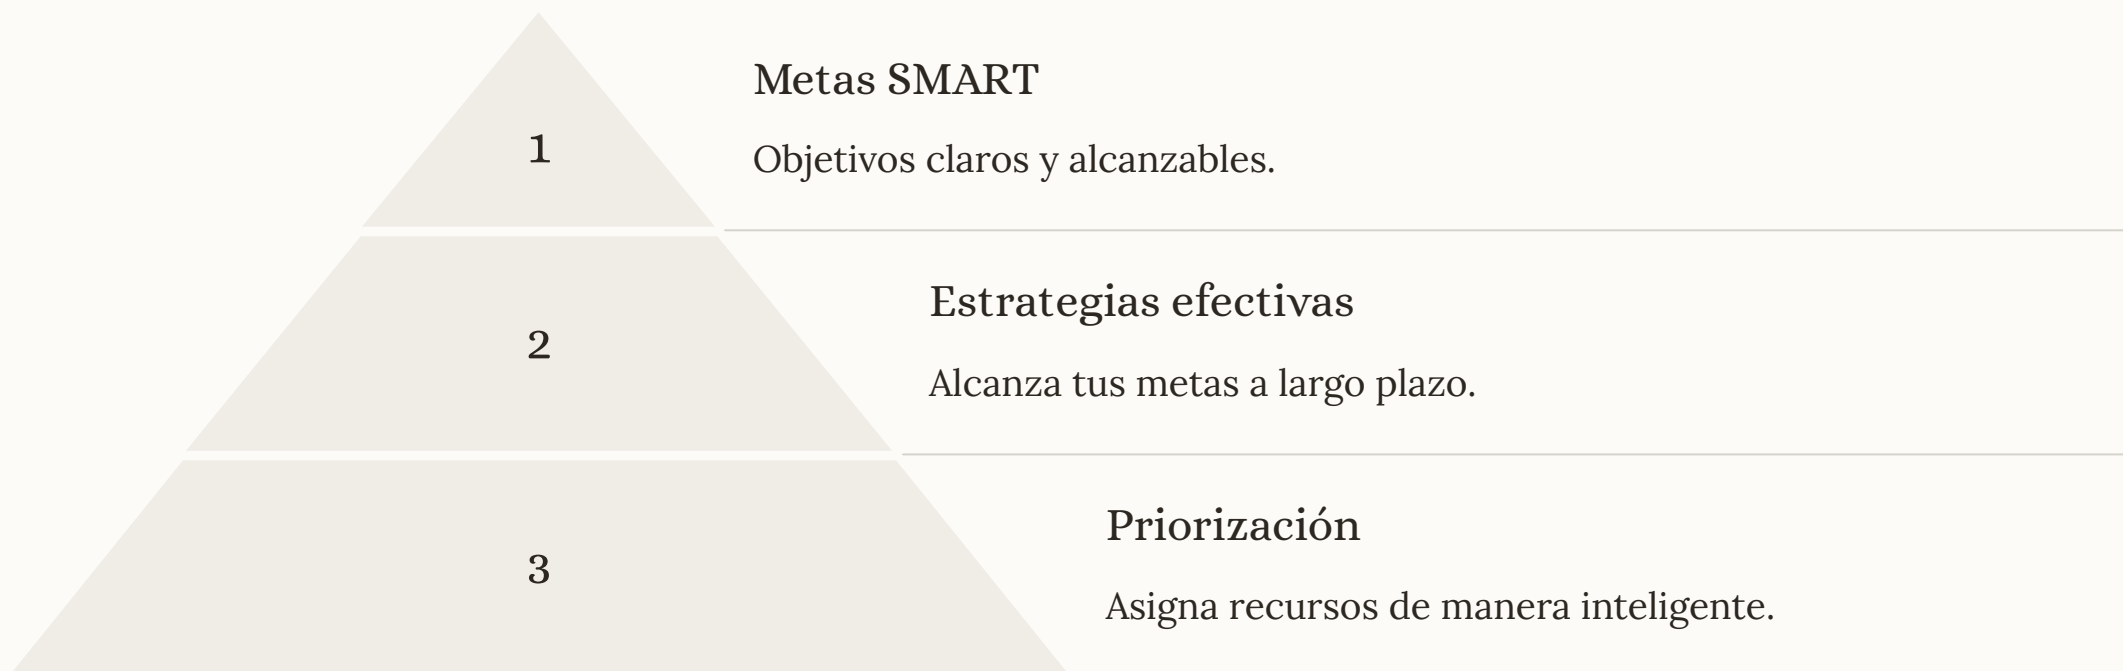 Metas SMART
1
Objetivos claros y alcanzables.
Estrategias efectivas
2
Alcanza tus metas a largo plazo.
Priorización
3
Asigna recursos de manera inteligente.